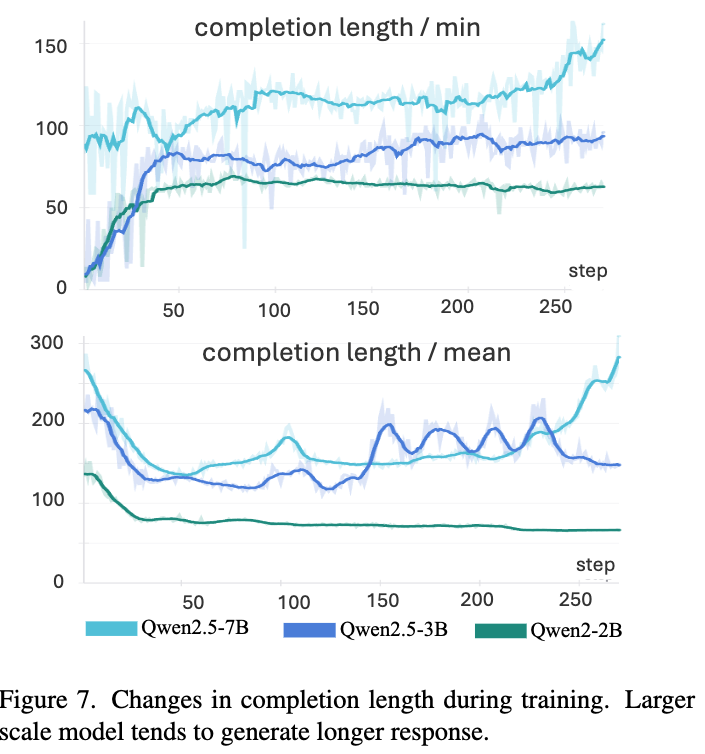 completion length / min
150
100
50
0
step
50 100 150 200 250
completion length / mean
300
200
100
0
step
50 100 150 200 250
Qwen2.5-7B Qwen2.5-3B Qwen2-2B
Figure 7. Changes in completion length during training. Larger
scale model tends to generate longer response.